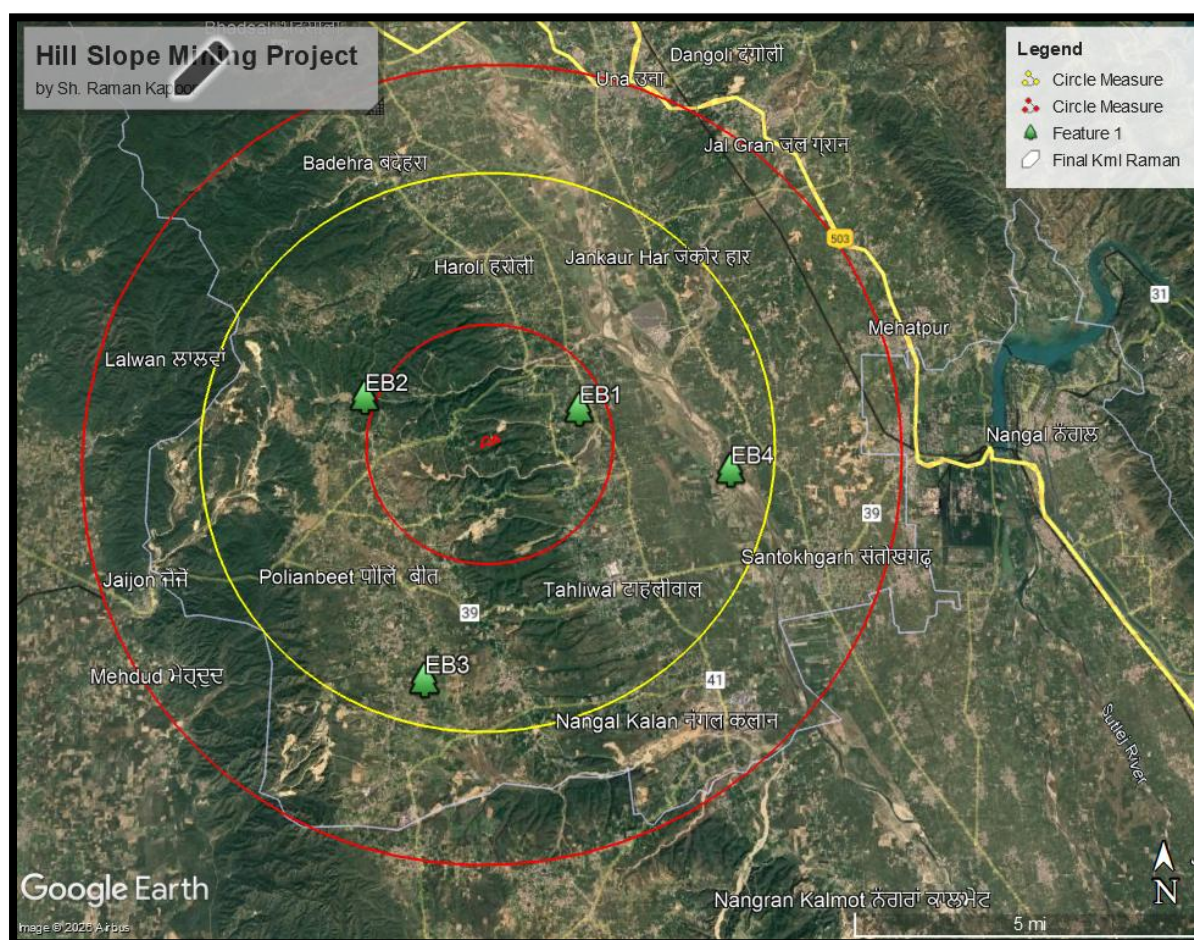 Hill Slope Mining Project
by Sh. Raman Kapoor
Legend
Circle Measure
Circle Measure
Feature 1
Final Kml Raman
Dangoli दंगोली
Una उना
Jal Gran जल ग्रान
Badehra बदेहरा
503
Jankaur Har जंकोर हार
Haroli हरोली
31
Mehatpur
Lalwan ਲਾਲਵਾਂ
EB2
EB1
Nangal ਨੰਗਲ
EB4
39
Santokhgarh संतोखगढ़
Jaijon ਜੈਜੋਂ
Polianbeet पोलिं बीत
Tahliwal टाहलीवाल
39
EB3
Mehdud ਮੇਹਦੂਦ
41
Nangal Kalan नंगल कलान
Sutlej River
Google Earth
Nangran Kalmot ਨੰਗਰਾਂ ਕਾਲਮੋਟ
N
5 mi